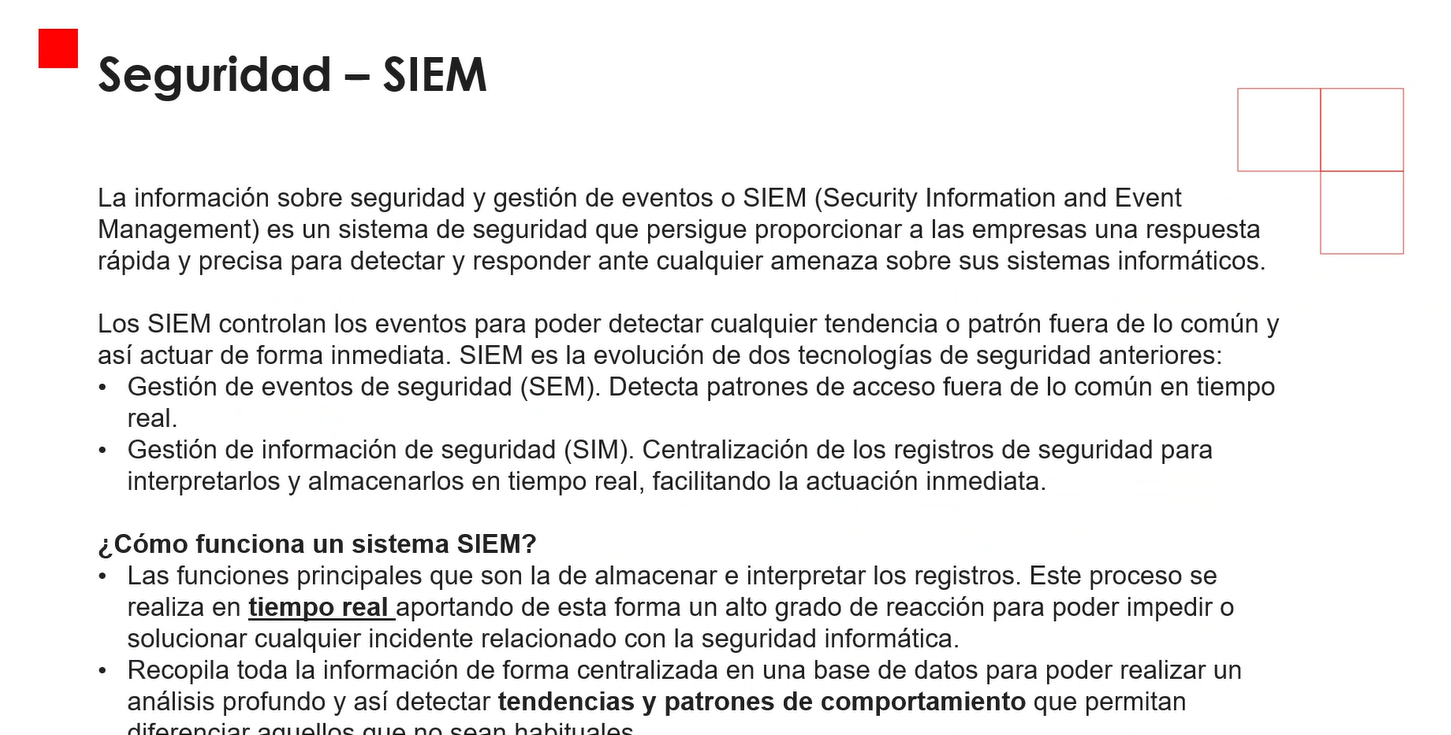 Seguridad – SIEM
La información sobre seguridad y gestión de eventos o SIEM (Security Information and Event
Management) es un sistema de seguridad que persigue proporcionar a las empresas una respuesta
rápida y precisa para detectar y responder ante cualquier amenaza sobre sus sistemas informáticos.
Los SIEM controlan los eventos para poder detectar cualquier tendencia o patrón fuera de lo común y
así actuar de forma inmediata. SIEM es la evolución de dos tecnologías de seguridad anteriores:
• Gestión de eventos de seguridad (SEM). Detecta patrones de acceso fuera de lo común en tiempo
real.
• Gestión de información de seguridad (SIM). Centralización de los registros de seguridad para
interpretarlos y almacenarlos en tiempo real, facilitando la actuación inmediata.
¿Cómo funciona un sistema SIEM?
• Las funciones principales que son la de almacenar e interpretar los registros. Este proceso se
realiza en tiempo real aportando de esta forma un alto grado de reacción para poder impedir o
solucionar cualquier incidente relacionado con la seguridad informática.
• Recopila toda la información de forma centralizada en una base de datos para poder realizar un
análisis profundo y así detectar tendencias y patrones de comportamiento que permitan
diferenciar aquellos que no sean habituales.